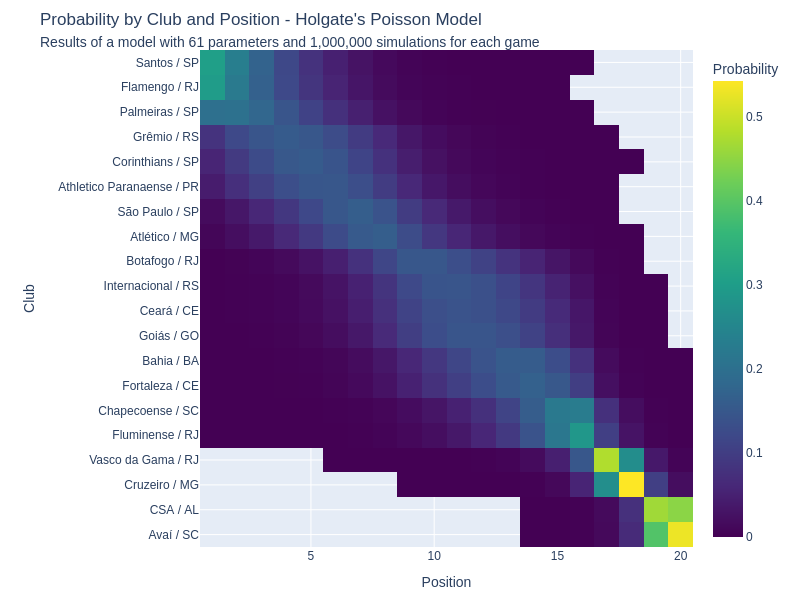 Probability by Club and Position - Holgate's Poisson Model
Results of a model with 61 parameters and 1,000,000 simulations for each game
Probability
Santos / SP
Flamengo / RJ
Palmeiras / SP
Grêmio / RS
Corinthians / SP
Athletico Paranaense / PR
São Paulo / SP
Atlético / MG
Botafogo / RJ
Internacional / RS
Ceará / CE
Goiás / GO
Bahia / BA
Fortaleza / CE
Chapecoense / SC
Fluminense / RJ
Vasco da Gama / RJ
Cruzeiro / MG
CSA / AL
Avaí / SC
Club
5
10
15
20
Position
0.5
0.4
0.3
0.2
0.1
0